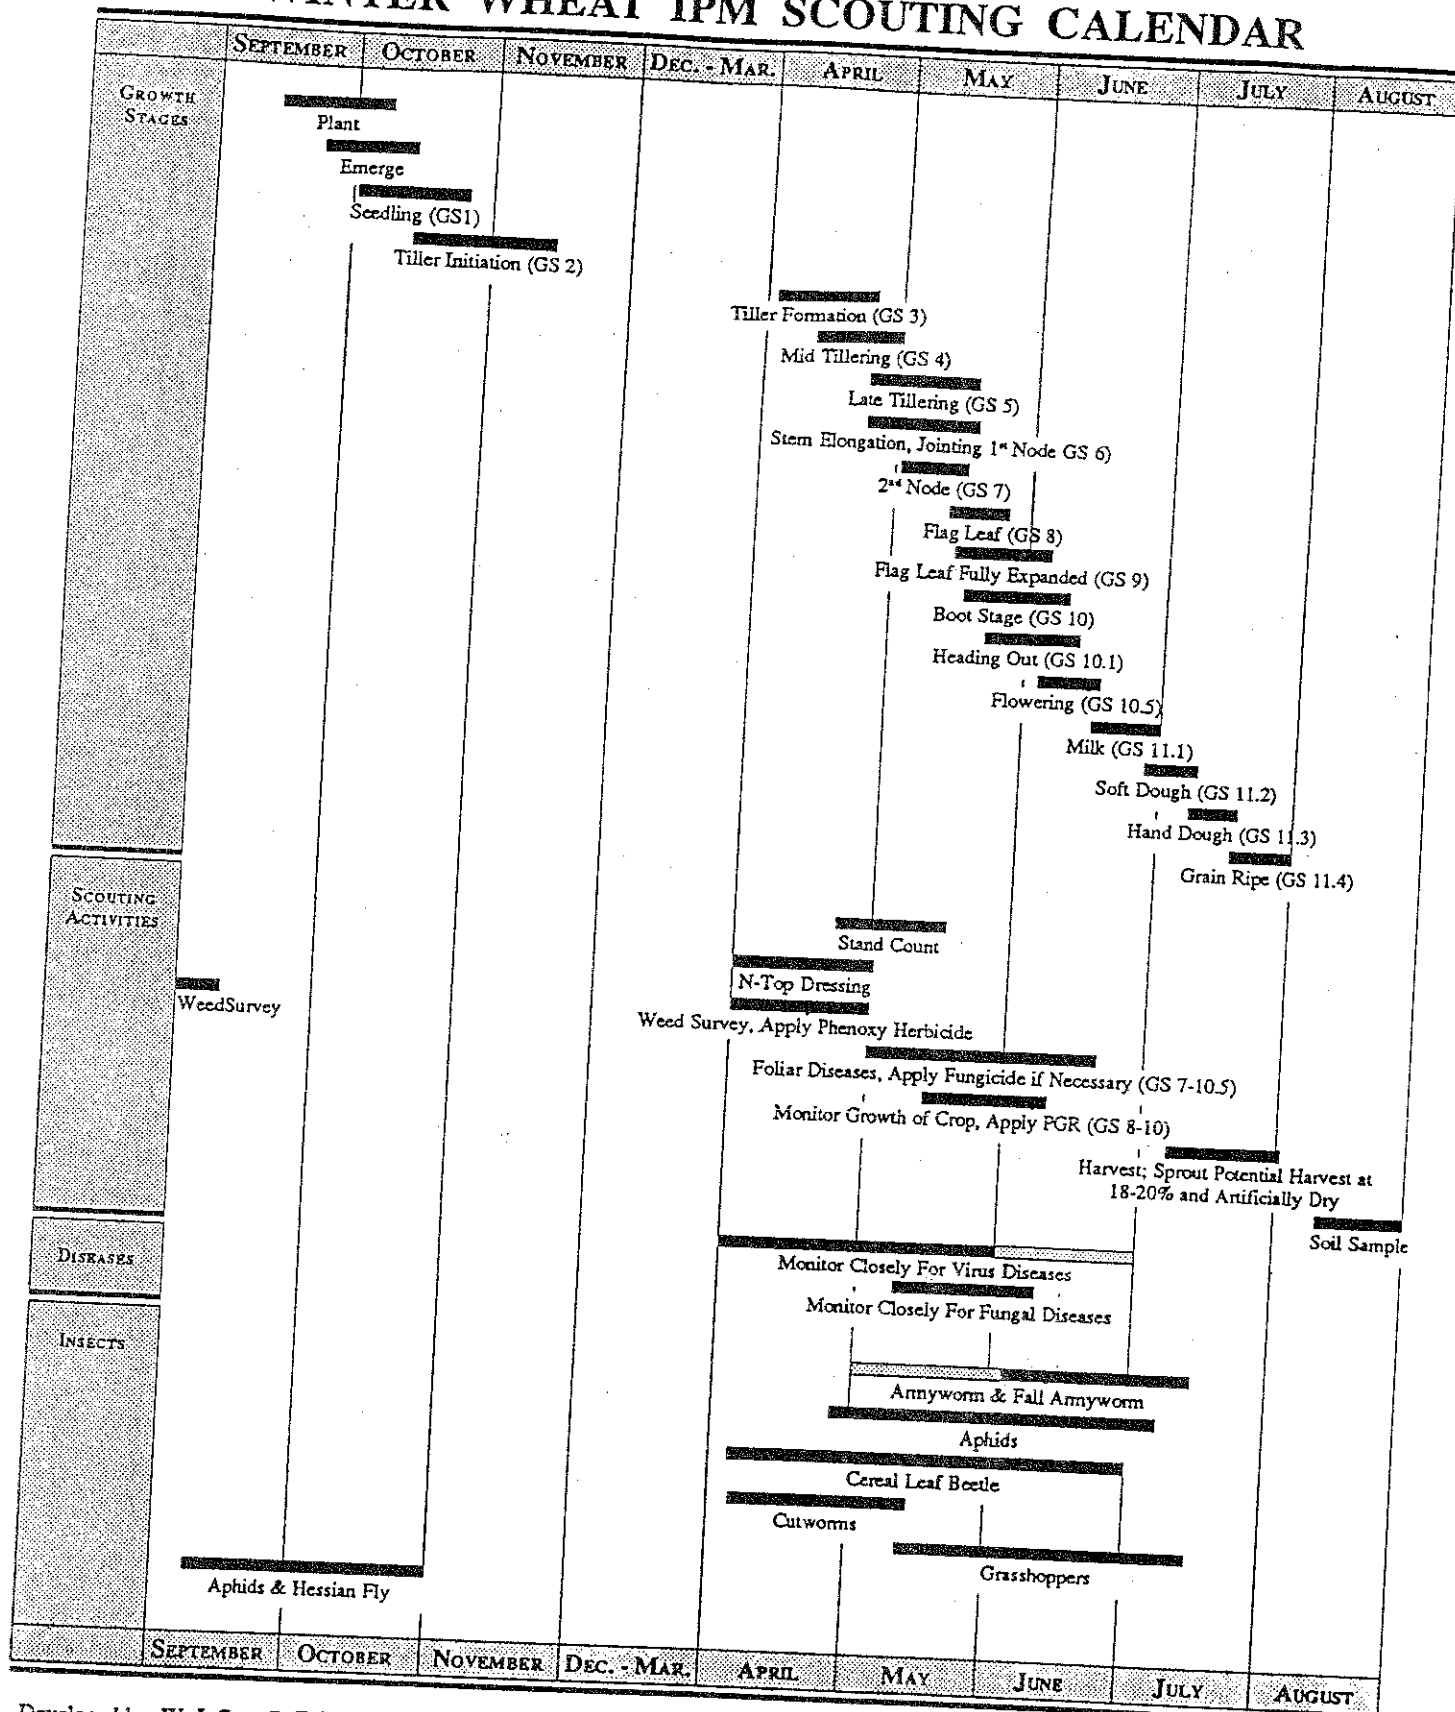 WINTER WHEAT IPM SCOUTING CALENDAR
SEPTEMBER OCTOBER NOVEMBER DEC. - MAR. APRIL MAY JUNE JULY AUGUST
GROWTH
STAGES
Plant
Emerge
Seedling (GS1)
Tiller Initiation (GS 2)
Tiller Formation (GS 3)
Mid Tillering (GS 4)
Late Tillering (GS 5)
Stem Elongation, Jointing 1st Node GS 6)
2nd Node (GS 7)
Flag Leaf (GS 8)
Flag Leaf Fully Expanded (GS 9)
Boot Stage (GS 10)
Heading Out (GS 10.1)
Flowering (GS 10.5)
Milk (GS 11.1)
Soft Dough (GS 11.2)
Hand Dough (GS 11.3)
Grain Ripe (GS 11.4)
SCOUTING
ACTIVITIES
Stand Count
N-Top Dressing
WeedSurvey
Weed Survey, Apply Phenoxy Herbicide
Foliar Diseases, Apply Fungicide if Necessary (GS 7-10.5)
Monitor Growth of Crop, Apply PGR (GS 8-10)
Harvest; Sprout Potential Harvest at
18-20% and Artificially Dry
Soil Sample
DISEASES
Monitor Closely For Virus Diseases
Monitor Closely For Fungal Diseases
INSECTS
Armyworm & Fall Armyworm
Aphids
Cereal Leaf Beetle
Cutworms
Grasshoppers
Aphids & Hessian Fly
SEPTEMBER OCTOBER NOVEMBER DEC. - MAR. APRIL MAY JUNE JULY AUGUST